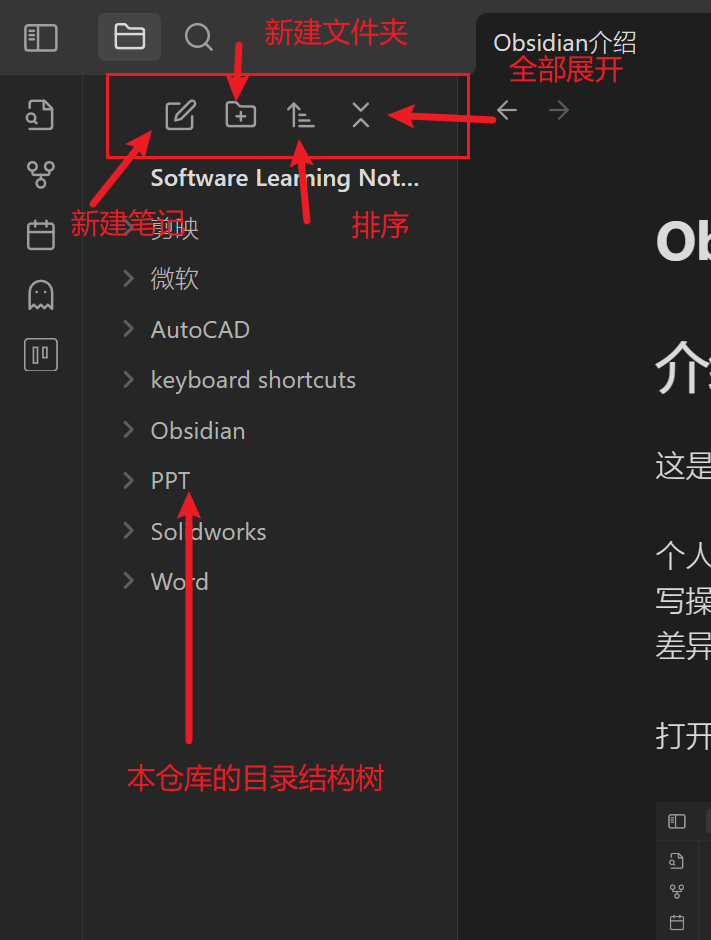 新建文件夹
Obsidian介绍
全部展开
Software Learning Not...
新建笔记
剪映
排序
Ob
微软
AutoCAD
介
keyboard shortcuts
Obsidian
这是
PPT
Solidworks
个人
Word
写操
差异
打开
本仓库的目录结构树